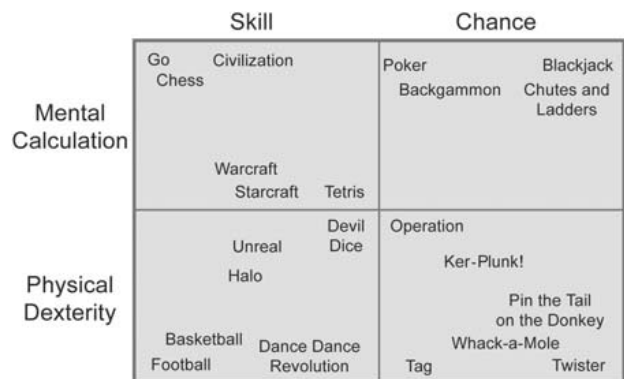 Skill
Chance
Mental
Calculation
Go
Civilization
Chess
Warcraft
Starcraft
Tetris
Poker
Blackjack
Backgammon
Chutes and
Ladders
Physical
Dexterity
Devil
Dice
Unreal
Halo
Basketball
Football
Dance Dance
Revolution
Operation
Ker-Plunk!
Pin the Tail
on the Donkey
Whack-a-Mole
Tag
Twister